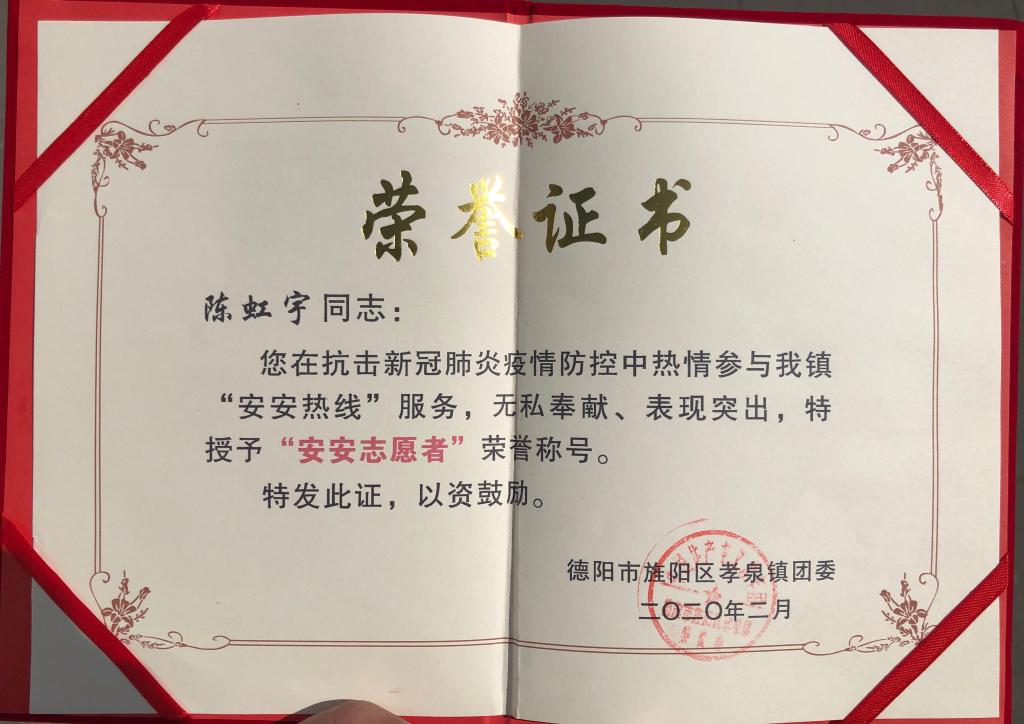 荣誉证书
陈虹宇同志：
您在抗击新冠肺炎疫情防控中热情参与我镇
“安安热线”服务，无私奉献、表现突出，特
授予“安安志愿者”荣誉称号。
特发此证，以资鼓励。
德阳市旌阳区孝泉镇团委
二〇二〇年二月